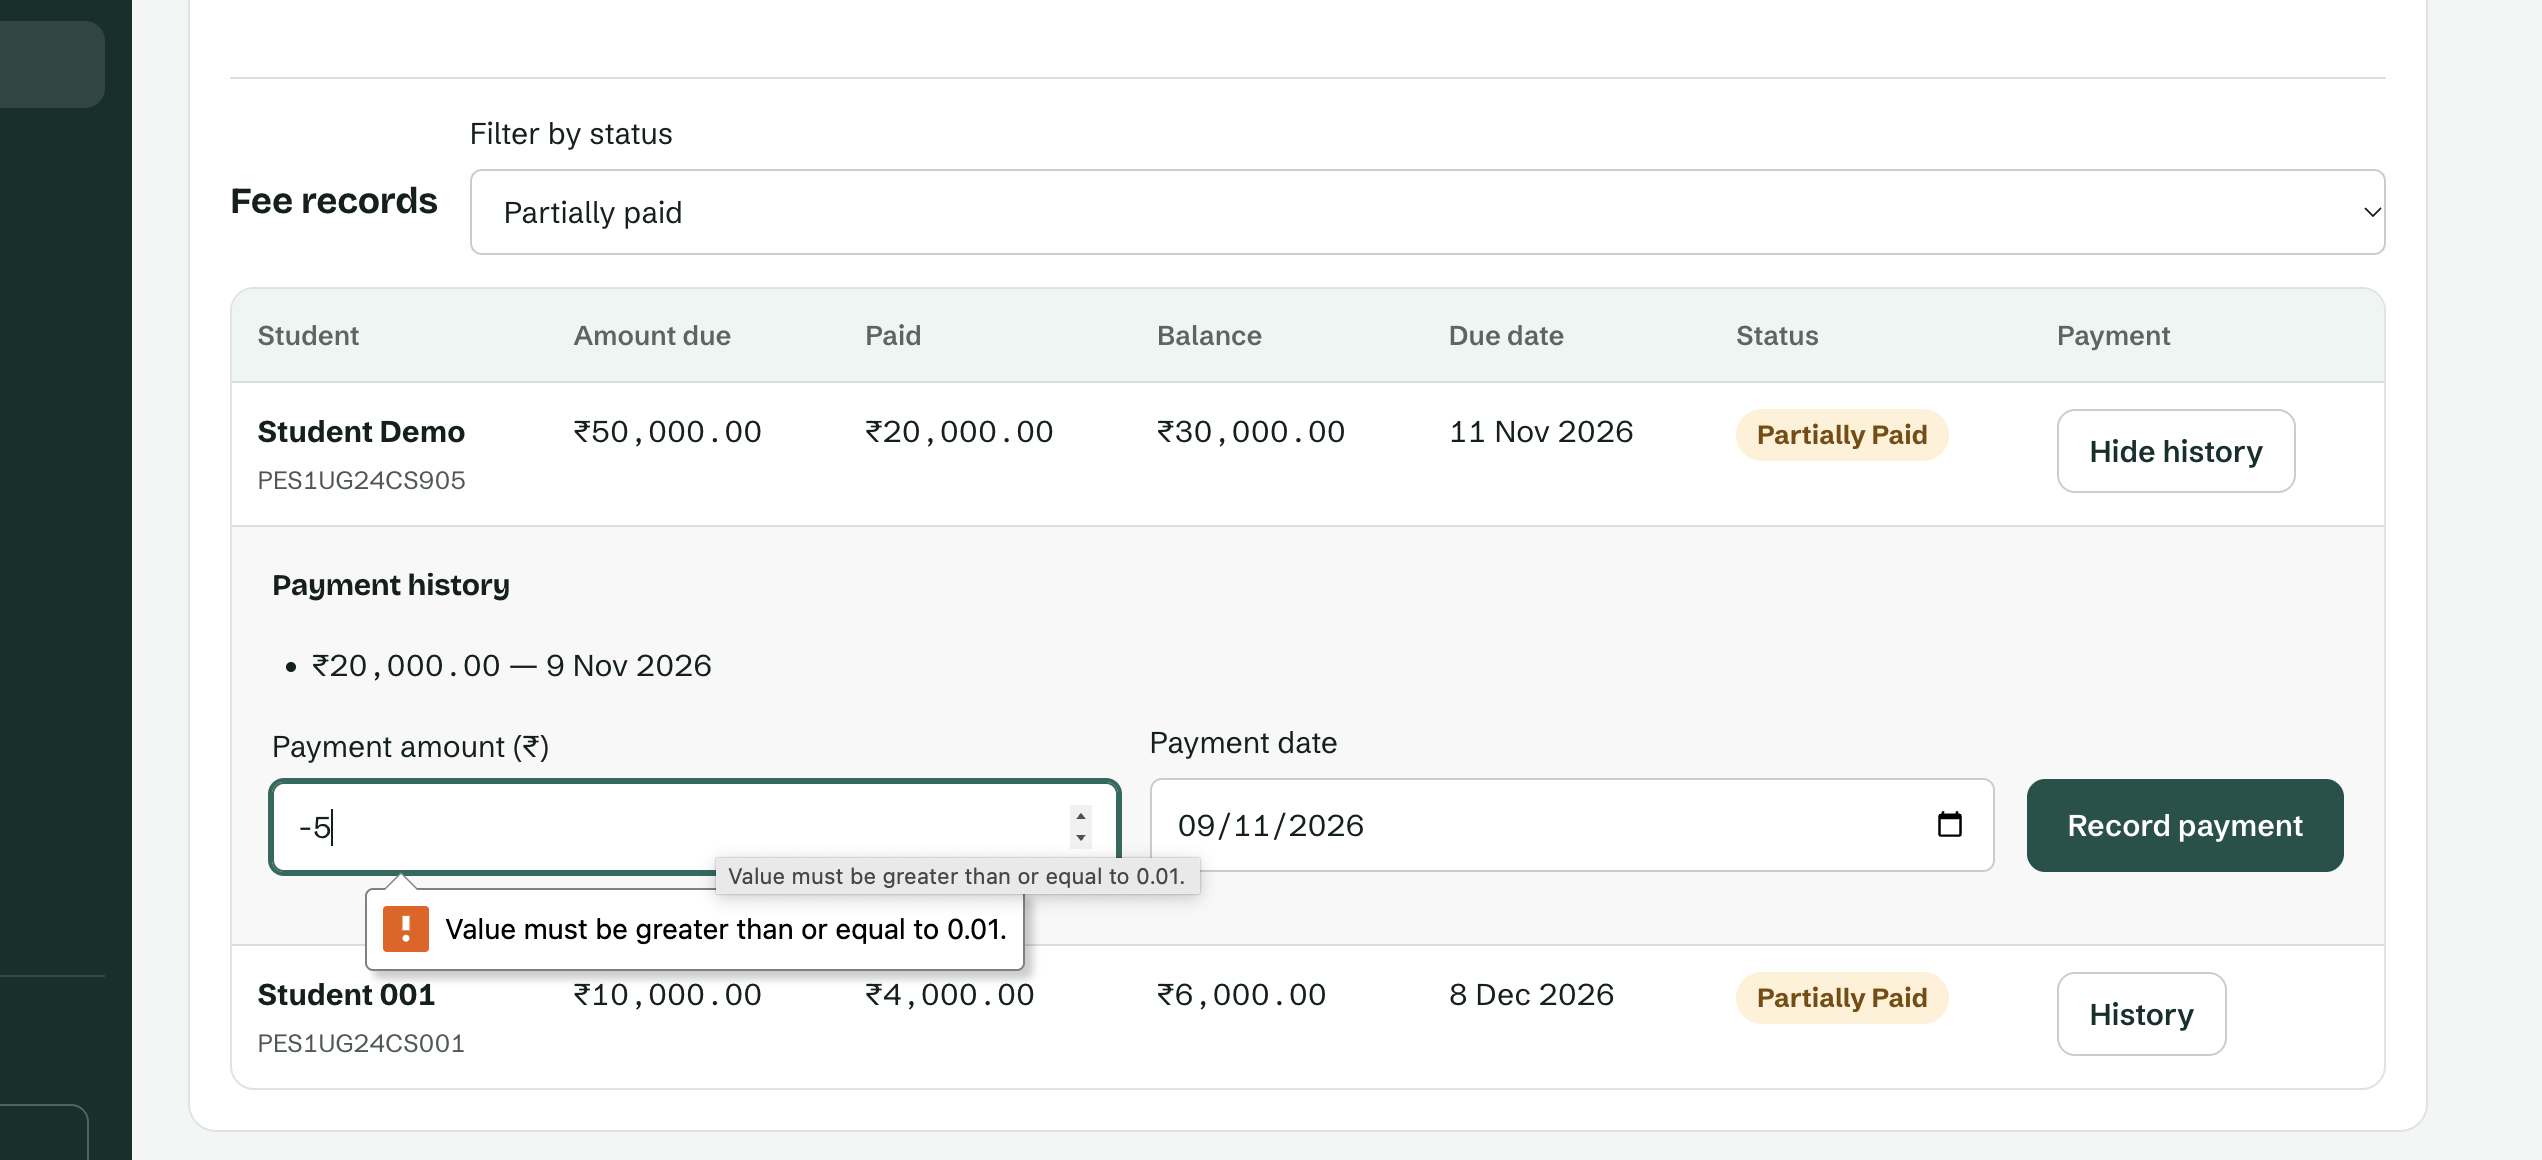 Filter by status
Fee records
Partially paid
Student Amount due Paid Balance Due date Status Payment
Student Demo ₹50,000.00 ₹20,000.00 ₹30,000.00 11 Nov 2026 Partially Paid Hide history
PES1UG24CS905
Payment history
• ₹20,000.00 — 9 Nov 2026
Payment amount (₹) Payment date
-5 09/11/2026 Record payment
Value must be greater than or equal to 0.01.
Value must be greater than or equal to 0.01.
Student 001 ₹10,000.00 ₹4,000.00 ₹6,000.00 8 Dec 2026 Partially Paid History
PES1UG24CS001